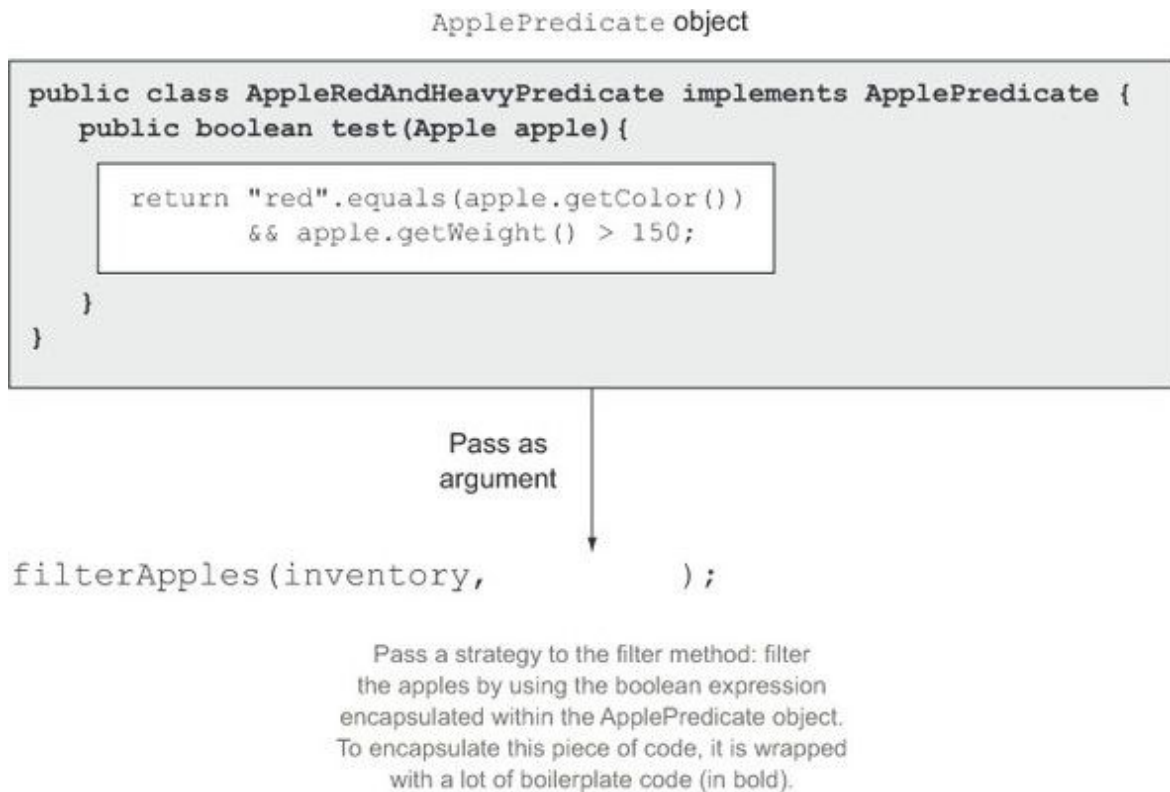 ApplePredicate object
public class AppleRedAndHeavyPredicate implements ApplePredicate {
public boolean test(Apple apple){
return "red".equals(apple.getColor())
&& apple.getWeight() > 150;
}
}
Pass as
argument
filterApples(inventory, );
Pass a strategy to the filter method: filter
the apples by using the boolean expression
encapsulated within the ApplePredicate object.
To encapsulate this piece of code, it is wrapped
with a lot of boilerplate code (in bold).